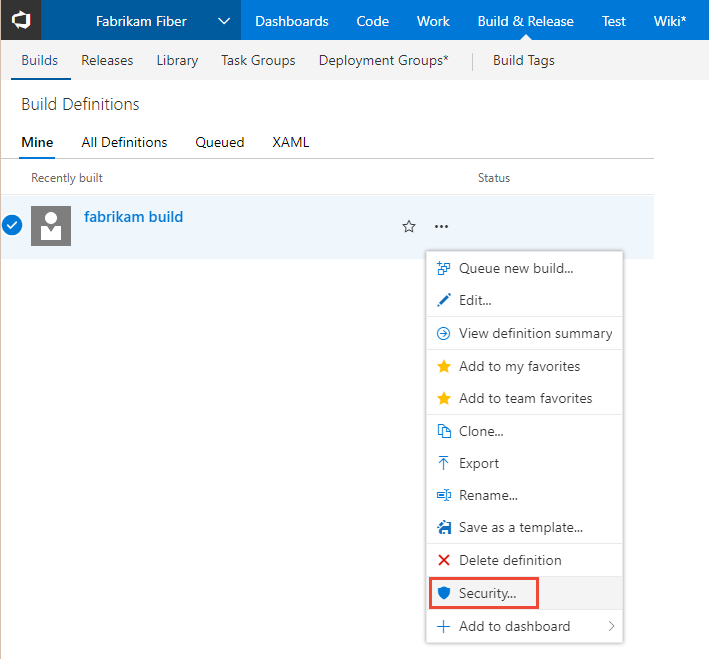 Fabrikam Fiber Dashboards Code Work Build & Release Test Wiki*
Builds Releases Library Task Groups Deployment Groups* Build Tags
Build Definitions
Mine All Definitions Queued XAML
Recently built Status
fabrikam build
Queue new build...
Edit...
View definition summary
Add to my favorites
Add to team favorites
Clone...
Export
Rename...
Save as a template...
Delete definition
Security...
Add to dashboard